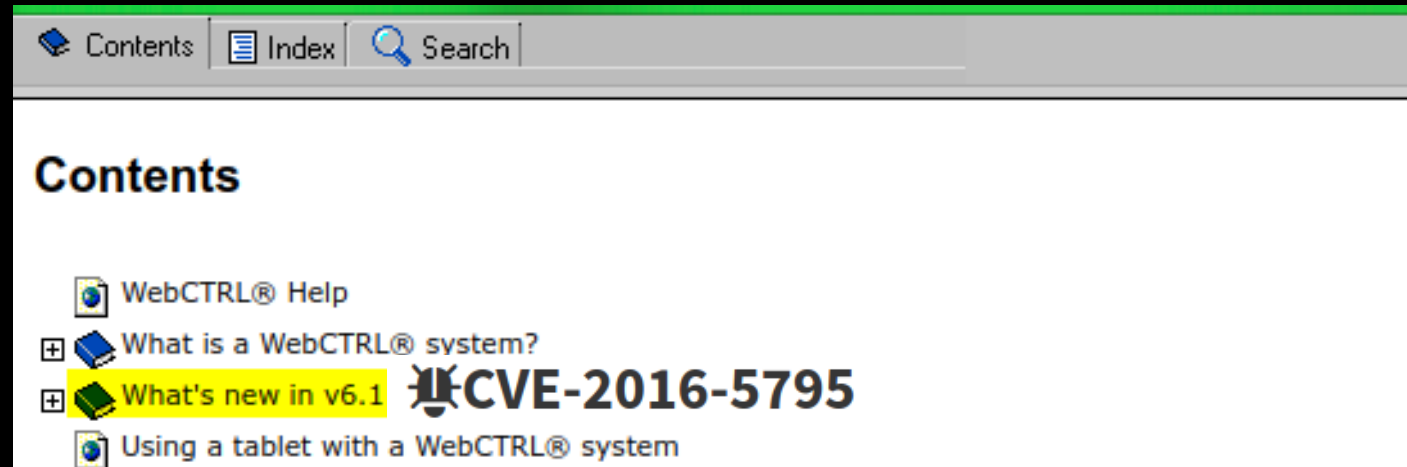 Contents Index Search
Contents
WebCTRL® Help
What is a WebCTRL® system?
What's new in v6.1 CVE-2016-5795
Using a tablet with a WebCTRL® system